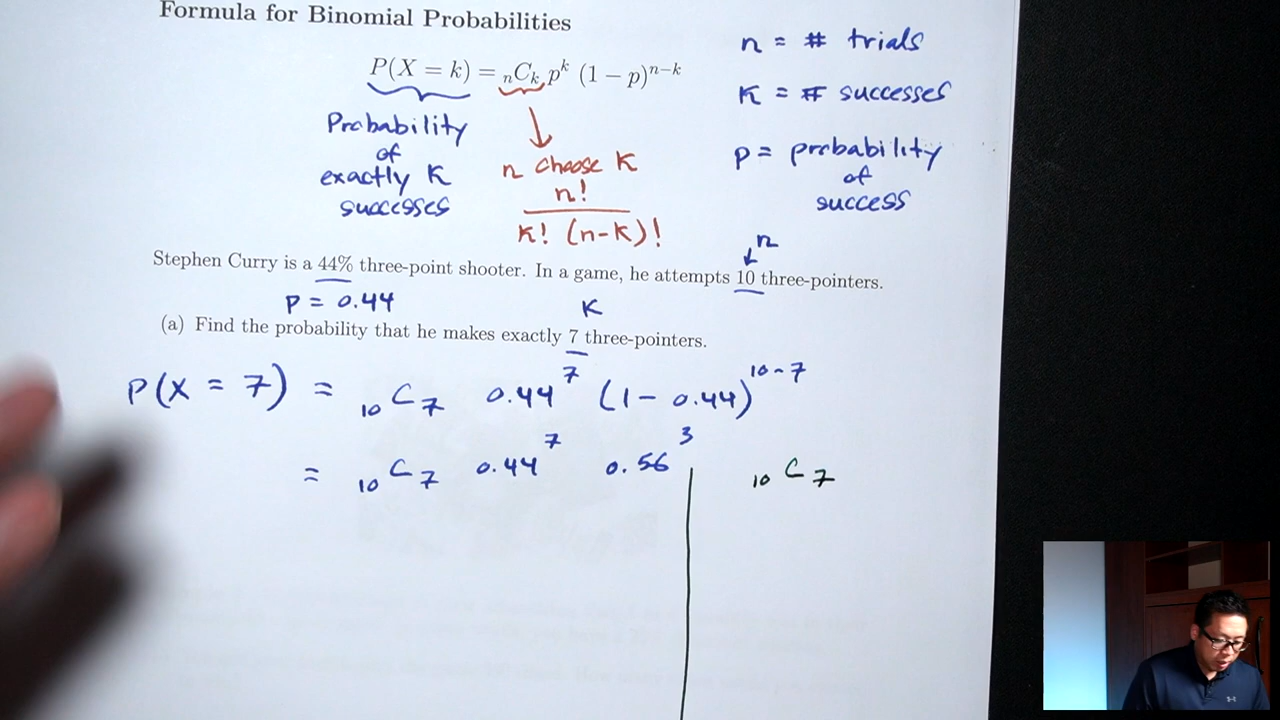 Formula for Binomial Probabilities
P(X = k) = nCk p^k (1 − p)^{n−k}
Probability
of
exactly K
successes
n choose K
n!
K! (n-K)!
n = # trials
K = # successes
p = probability
of
success
n
Stephen Curry is a 44% three-point shooter. In a game, he attempts 10 three-pointers.
P = 0.44
K
(a) Find the probability that he makes exactly 7 three-pointers.
P(X = 7) = 10C7 0.44^7 (1 - 0.44)^{10-7}
= 10C7 0.44^7 0.56^3
10C7